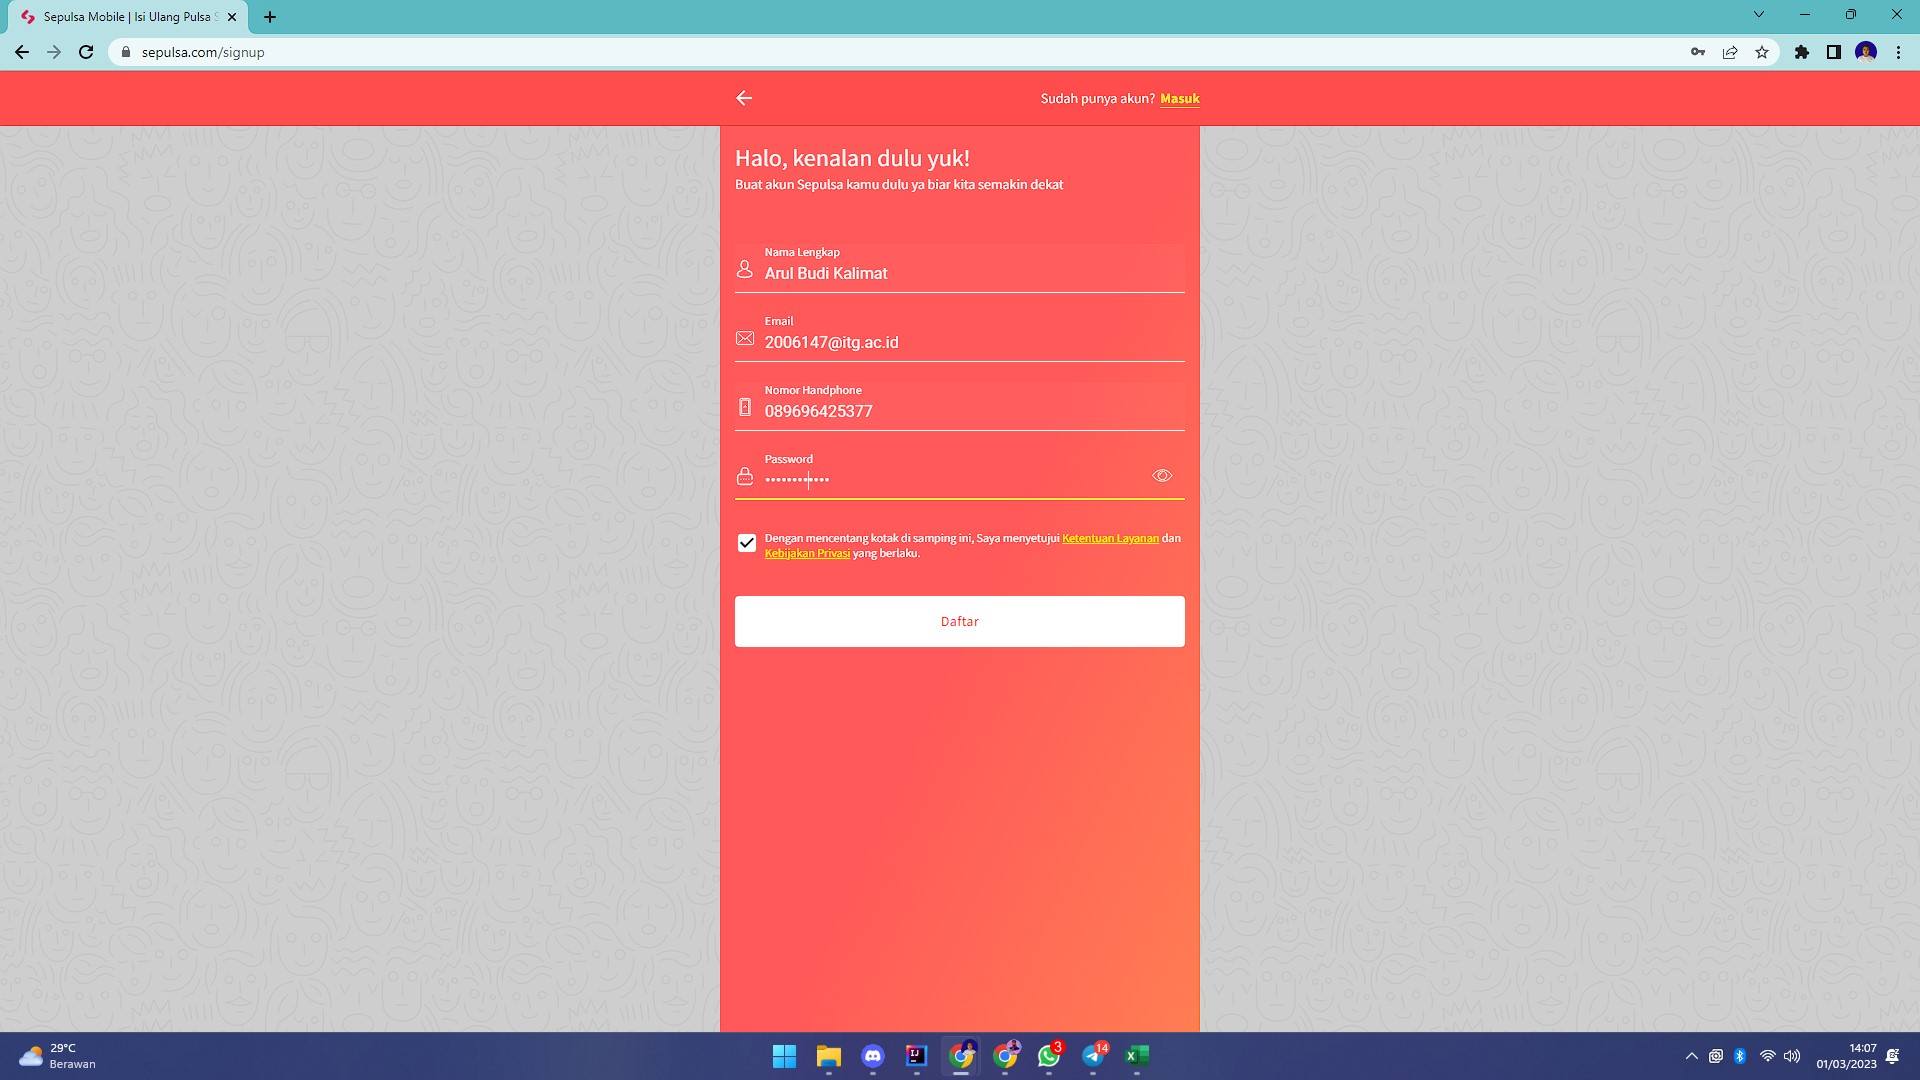 Sepulsa Mobile | Isi Ulang Pulsa S
sepulsa.com/signup
Sudah punya akun? Masuk
Halo, kenalan dulu yuk!
Buat akun Sepulsa kamu dulu ya biar kita semakin dekat
Nama Lengkap
Arul Budi Kalimat
Email
2006147@itg.ac.id
Nomor Handphone
089696425377
Password
••••••••••••
Dengan mencentang kotak di samping ini, Saya menyetujui Ketentuan Layanan dan
Kebijakan Privasi yang berlaku.
Daftar
29°C
Berawan
IJ
3
14
X
14:07
01/03/2023